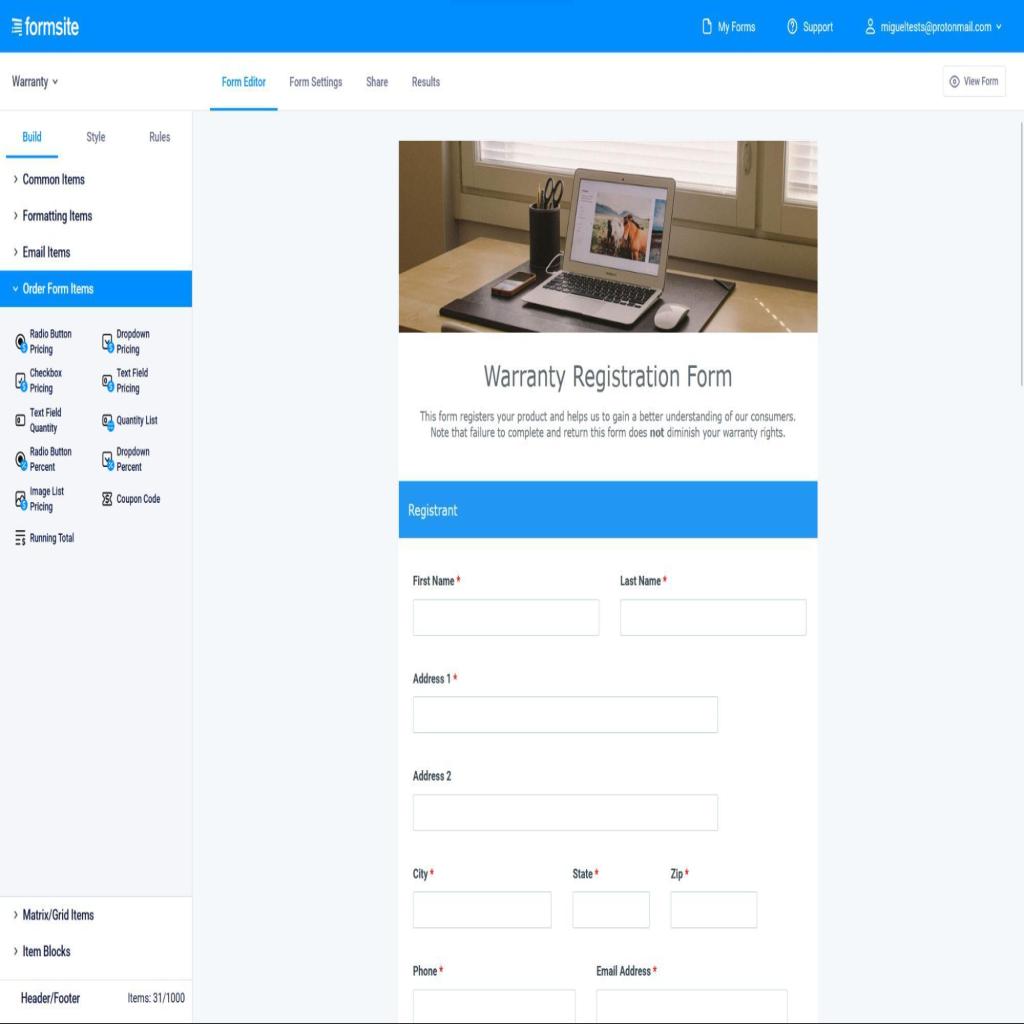 formsite
My Forms
Support
migueltests@protonmail.com
Warranty
Form Editor
Form Settings
Share
Results
View Form
Build
Style
Rules
Common Items
Formatting Items
Email Items
Order Form Items
Radio Button
Pricing
Dropdown
Pricing
Checkbox
Pricing
Text Field
Pricing
Text Field
Quantity
Quantity List
Radio Button
Percent
Dropdown
Percent
Image List
Pricing
Coupon Code
Running Total
Matrix/Grid Items
Item Blocks
Header/Footer
Items: 31/1000
Warranty Registration Form
This form registers your product and helps us to gain a better understanding of our consumers.
Note that failure to complete and return this form does not diminish your warranty rights.
Registrant
First Name *
Last Name *
Address 1 *
Address 2
City *
State *
Zip *
Phone *
Email Address *